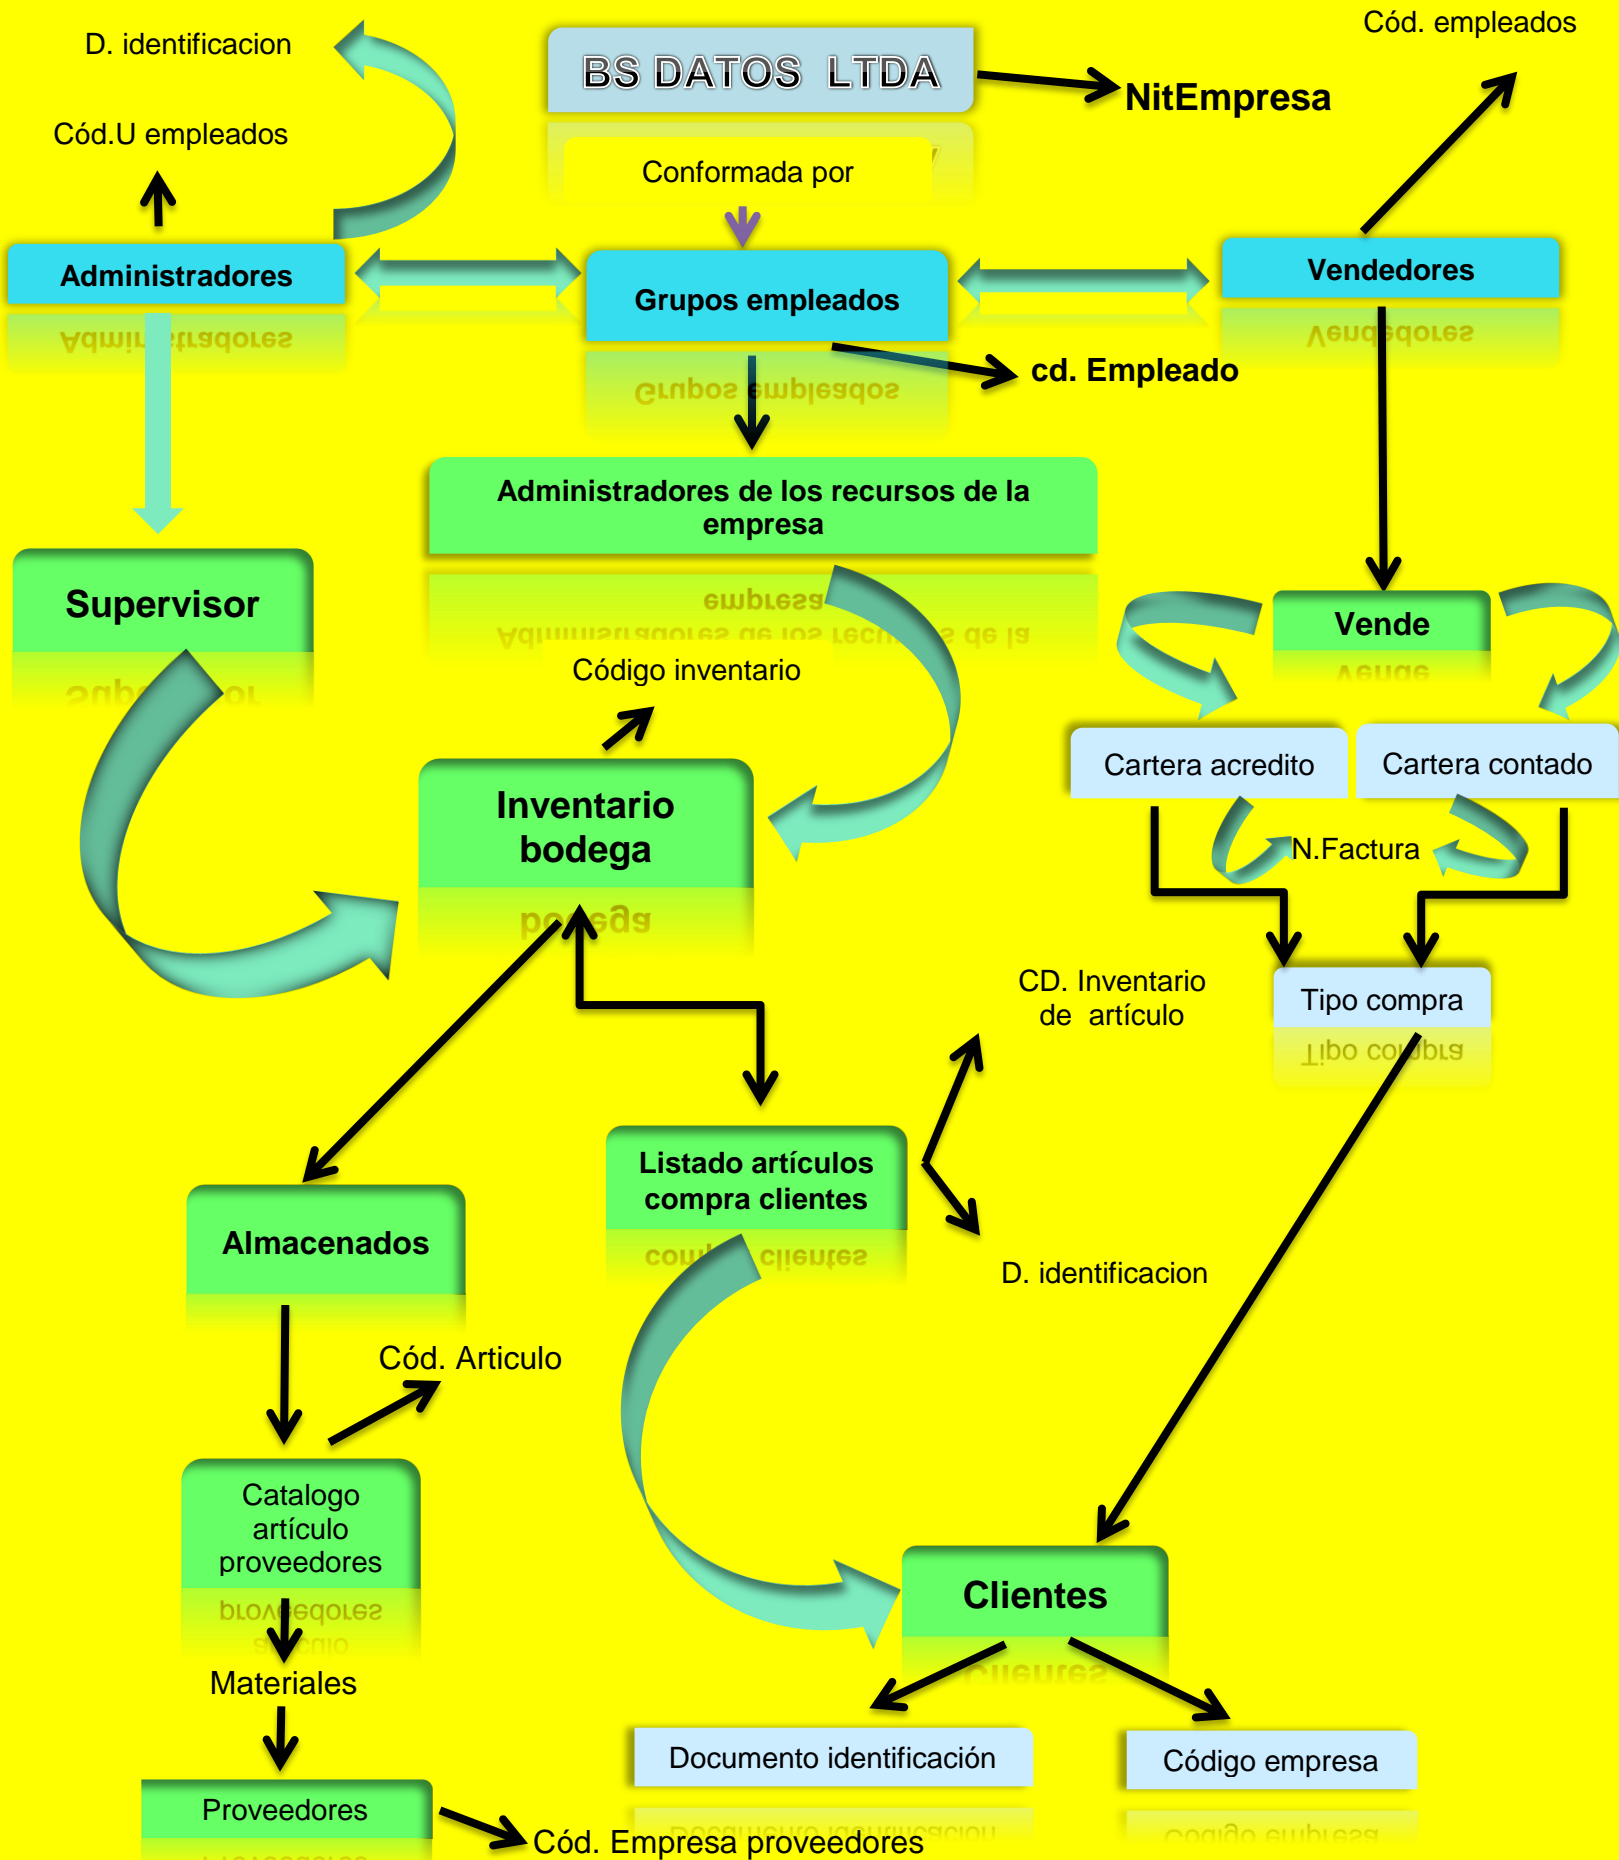 Cód. empleados
D. identificacion
BS DATOS LTDA
NitEmpresa
Cód.U empleados
Conformada por
Administradores
Grupos empleados
Vendedores
cd. Empleado
Administradores de los recursos de la
empresa
Supervisor
Vende
Código inventario
Cartera acredito
Cartera contado
Inventario
bodega
N.Factura
CD. Inventario
de artículo
Tipo compra
Listado artículos
compra clientes
Almacenados
D. identificacion
Cód. Articulo
Catalogo
artículo
proveedores
Clientes
Materiales
Documento identificación
Código empresa
Proveedores
Cód. Empresa proveedores